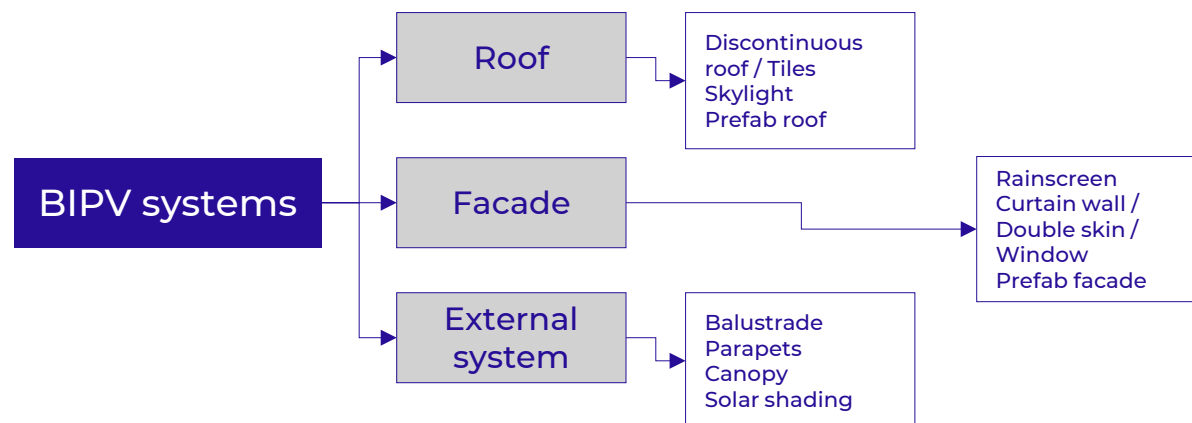 BIPV systems
Roof
Discontinuous
roof / Tiles
Skylight
Prefab roof
Facade
Rainscreen
Curtain wall /
Double skin /
Window
Prefab facade
External
system
Balustrade
Parapets
Canopy
Solar shading